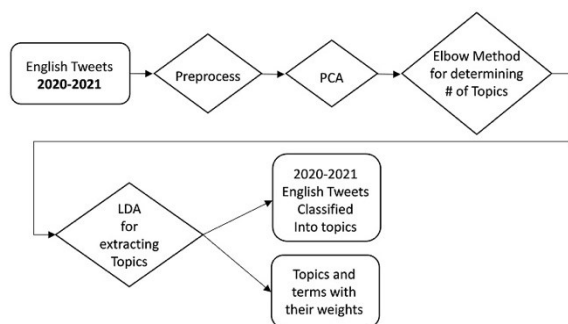 English Tweets
2020-2021
Preprocess
PCA
Elbow Method
for determining
# of Topics
LDA
for
extracting
Topics
2020-2021
English Tweets
Classified
Into topics
Topics and
terms with
their weights